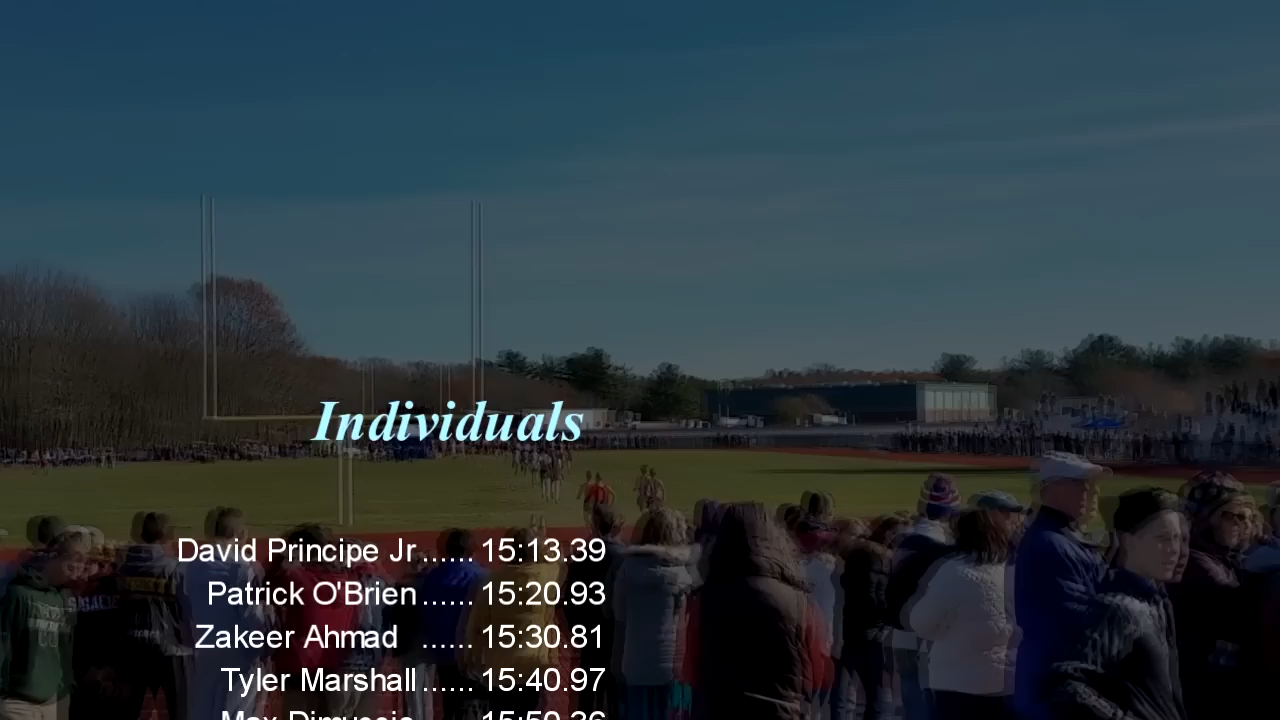 Individuals
David Principe Jr ...... 15:13.39
Patrick O'Brien ...... 15:20.93
Zakeer Ahmad ...... 15:30.81
Tyler Marshall ...... 15:40.97